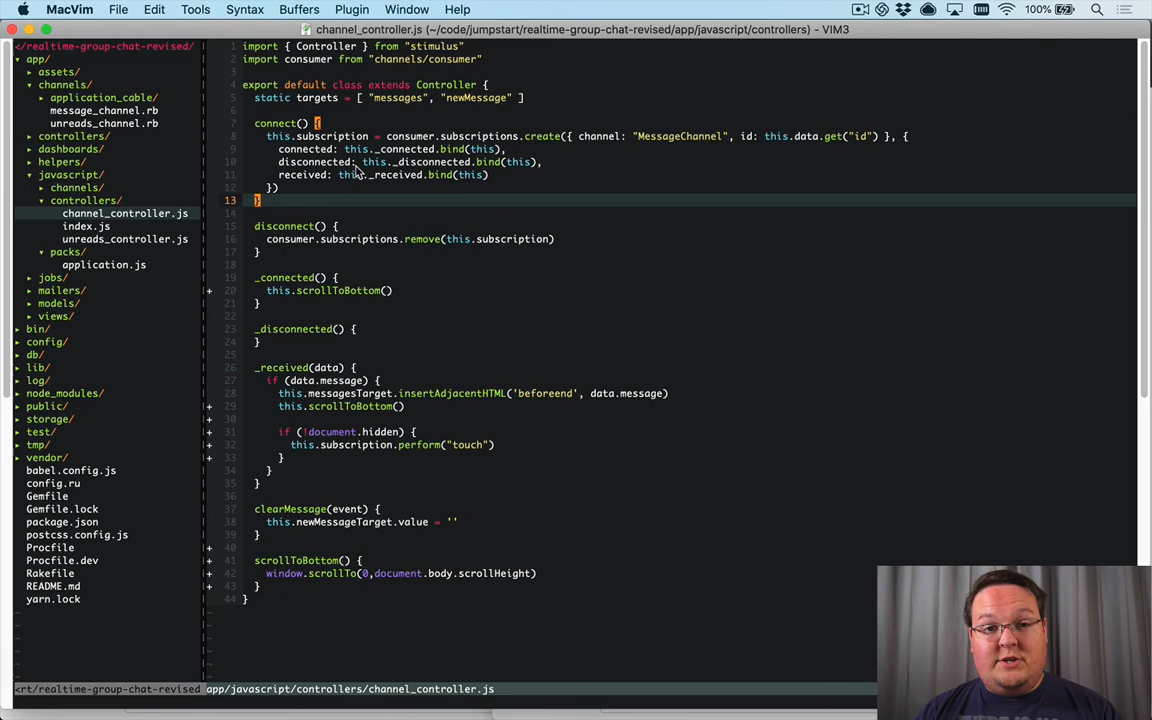 MacVim File Edit Tools Syntax Buffers Plugin Window Help 100%
channel_controller.js (~/code/jumpstart/realtime-group-chat-revised/app/javascript/controllers) - VIM3
</realtime-group-chat-revised/
▾ app/
▸ assets/
▾ channels/
▸ application_cable/
message_channel.rb
unreads_channel.rb
▸ controllers/
▸ dashboards/
▸ helpers/
▾ javascript/
▸ channels/
▾ controllers/
channel_controller.js
index.js
unreads_controller.js
▾ packs/
application.js
▸ jobs/
▸ mailers/
▸ models/
▸ views/
▸ bin/
▸ config/
▸ db/
▸ lib/
▸ log/
▸ node_modules/
▸ public/
▸ storage/
▸ test/
▸ tmp/
▸ vendor/
babel.config.js
config.ru
Gemfile
Gemfile.lock
package.json
postcss.config.js
Procfile
Procfile.dev
Rakefile
README.md
yarn.lock
1 import { Controller } from "stimulus"
2 import consumer from "channels/consumer"
3
4 export default class extends Controller {
5 static targets = [ "messages", "newMessage" ]
6
7 connect() {
8 this.subscription = consumer.subscriptions.create({ channel: "MessageChannel", id: this.data.get("id") }, {
9 connected: this._connected.bind(this),
10 disconnected: this._disconnected.bind(this),
11 received: this._received.bind(this)
12 })
13 }
14
15 disconnect() {
16 consumer.subscriptions.remove(this.subscription)
17 }
18
19 _connected() {
+ 20 this.scrollToBottom()
21 }
22
23 _disconnected() {
24 }
25
26 _received(data) {
27 if (data.message) {
28 this.messagesTarget.insertAdjacentHTML('beforeend', data.message)
+ 29 this.scrollToBottom()
+ 30
+ 31 if (!document.hidden) {
+ 32 this.subscription.perform("touch")
+ 33 }
34 }
35 }
36
37 clearMessage(event) {
38 this.newMessageTarget.value = ''
39 }
+ 40
+ 41 scrollToBottom() {
+ 42 window.scrollTo(0,document.body.scrollHeight)
+ 43 }
44 }
<rt/realtime-group-chat-revised app/javascript/controllers/channel_controller.js